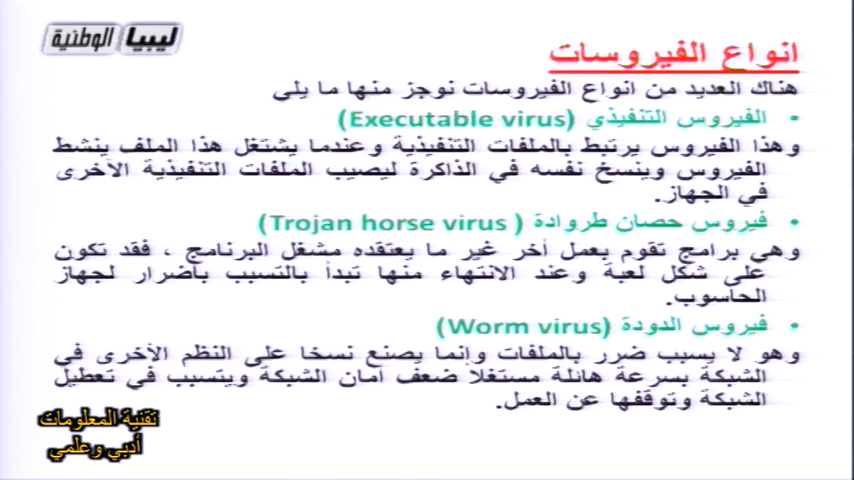 ليبيا الوطنية
انواع الفيروسات
هناك العديد من انواع الفيروسات نوجز منها ما يلي
• الفيروس التنفيذي (Executable virus)
وهذا الفيروس يرتبط بالملفات التنفيذية وعندما يشتغل هذا الملف ينشط
الفيروس وينسخ نفسه في الذاكرة ليصيب الملفات التنفيذية الآخرى
في الجهاز.
• فيروس حصان طروادة ( Trojan horse virus)
وهي برامج تقوم بعمل أخر غير ما يعتقده مشغل البرنامج ، فقد تكون
على شكل لعبة وعند الانتهاء منها تبدأ بالتسبب بأضرار لجهاز
الحاسوب.
• فيروس الدودة (Worm virus)
وهو لا يسبب ضرر بالملفات وإنما يصنع نسخا على النظم الأخرى في
الشبكة بسرعة هائلة مستغلا ضعف أمان الشبكة ويتسبب في تعطيل
الشبكة وتوقفها عن العمل.
تقنية المعلومات
أدبي وعلمي